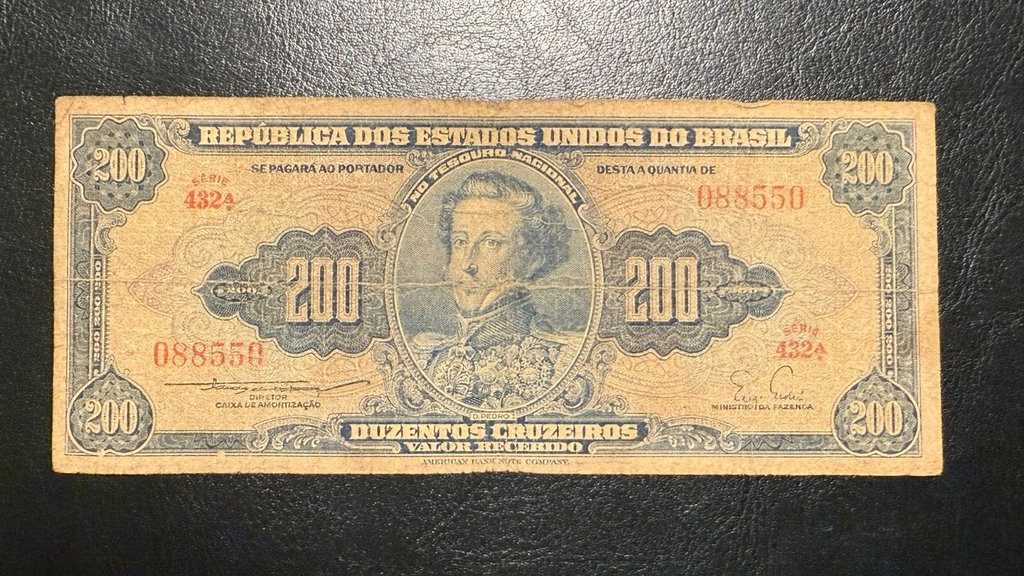 REPÚBLICA DOS ESTADOS UNIDOS DO BRASIL
200
200
SE PAGARÁ AO PORTADOR
NO TESOURO NACIONAL
DESTA A QUANTIA DE
SÉRIE
432ª
088550
200
200
088550
SÉRIE
432ª
DIRETOR
CAIXA DE AMORTIZAÇÃO
MINISTRO DA FAZENDA
D. PEDRO I
200
200
DUZENTOS CRUZEIROS
VALOR RECEBIDO
AMERICAN BANK NOTE COMPANY.